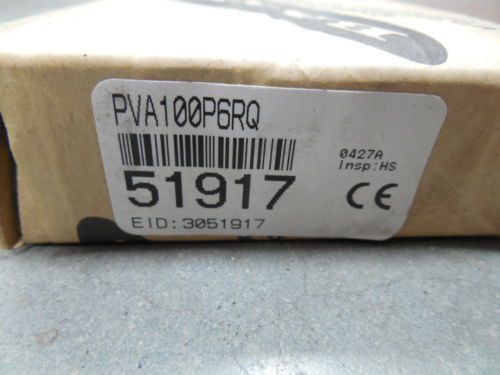 PVA100P6RQ
0427A
Insp:HS
51917
CE
EID:3051917